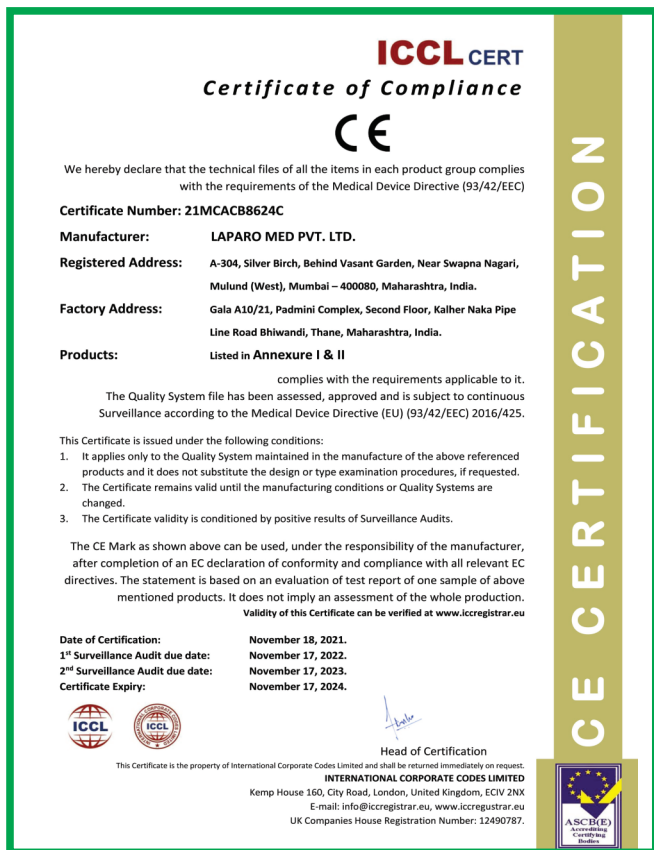 ICCL CERT
Certificate of Compliance
CE
We hereby declare that the technical files of all the items in each product group complies
with the requirements of the Medical Device Directive (93/42/EEC)
Certificate Number: 21MCACB8624C
Manufacturer: LAPARO MED PVT. LTD.
Registered Address: A-304, Silver Birch, Behind Vasant Garden, Near Swapna Nagari,
Mulund (West), Mumbai – 400080, Maharashtra, India.
Factory Address: Gala A10/21, Padmini Complex, Second Floor, Kalher Naka Pipe
Line Road Bhiwandi, Thane, Maharashtra, India.
Products: Listed in Annexure I & II
complies with the requirements applicable to it.
The Quality System file has been assessed, approved and is subject to continuous
Surveillance according to the Medical Device Directive (EU) (93/42/EEC) 2016/425.
This Certificate is issued under the following conditions:
1. It applies only to the Quality System maintained in the manufacture of the above referenced
products and it does not substitute the design or type examination procedures, if requested.
2. The Certificate remains valid until the manufacturing conditions or Quality Systems are
changed.
3. The Certificate validity is conditioned by positive results of Surveillance Audits.
The CE Mark as shown above can be used, under the responsibility of the manufacturer,
after completion of an EC declaration of conformity and compliance with all relevant EC
directives. The statement is based on an evaluation of test report of one sample of above
mentioned products. It does not imply an assessment of the whole production.
Validity of this Certificate can be verified at www.iccregistrar.eu
Date of Certification: November 18, 2021.
1st Surveillance Audit due date: November 17, 2022.
2nd Surveillance Audit due date: November 17, 2023.
Certificate Expiry: November 17, 2024.
ICCL
INTERNATIONAL CORPORATE CODES LIMITED
ICCL
Head of Certification
This Certificate is the property of International Corporate Codes Limited and shall be returned immediately on request.
INTERNATIONAL CORPORATE CODES LIMITED
Kemp House 160, City Road, London, United Kingdom, ECIV 2NX
E-mail: info@iccregistrar.eu, www.iccregustrar.eu
UK Companies House Registration Number: 12490787.
CE CERTIFICATION
ASCB(E)
Accrediting
Certifying
Bodies